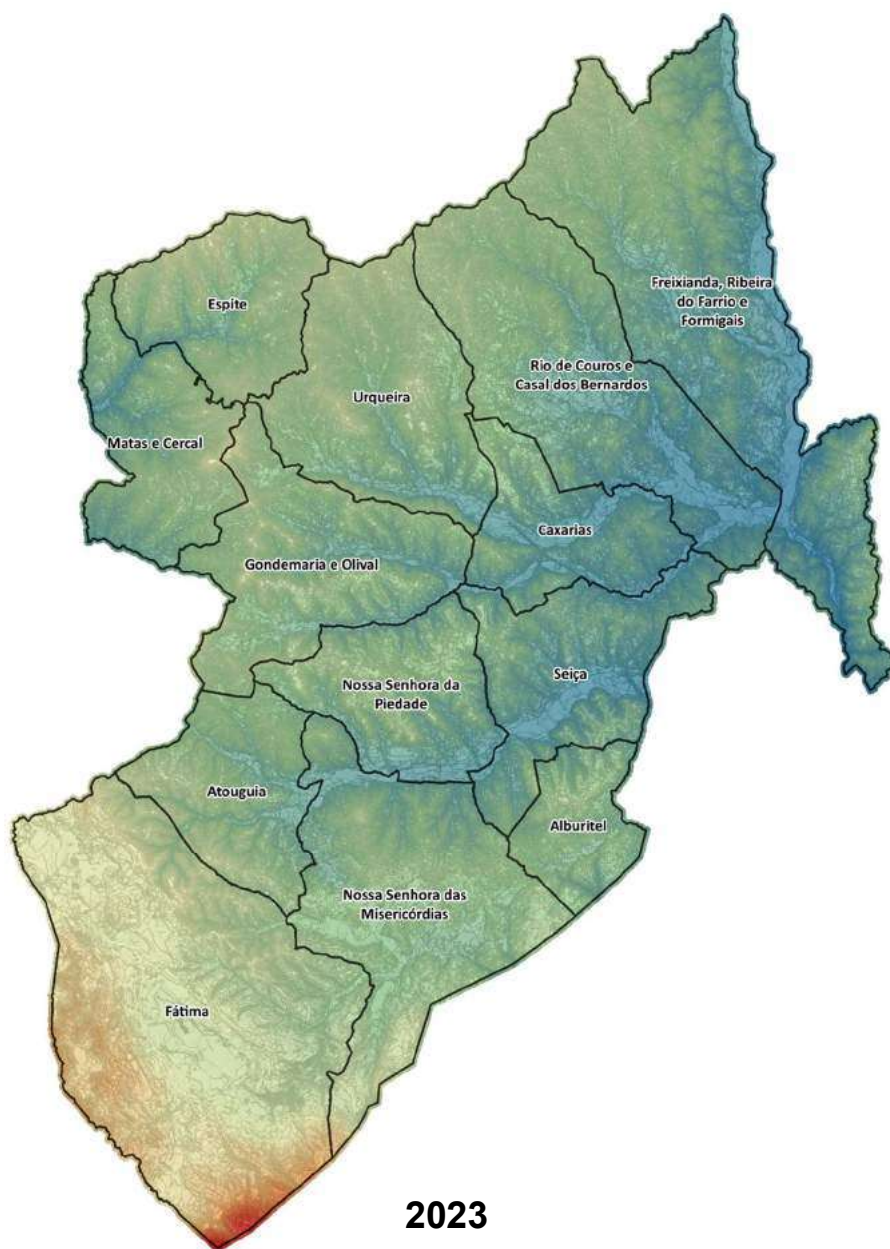 Freixianda, Ribeira
do Farrio e
Formigais
Espite
Rio de Couros e
Casal dos Bernardos
Urqueira
Matas e Cercal
Caxarias
Gondemaria e Olival
Nossa Senhora da
Piedade
Seiça
Atouguia
Alburitel
Nossa Senhora das
Misericórdias
Fátima
2023